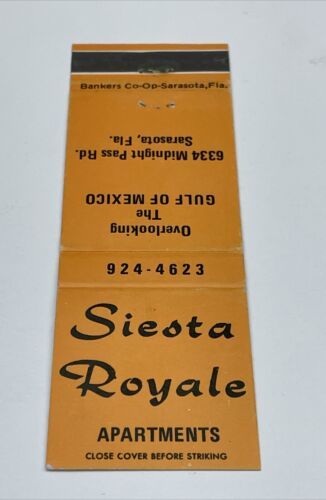 Bankers Co-Op-Sarasota, Fla.
Overlooking
The
GULF OF MEXICO
6334 Midnight Pass Rd.
Sarasota, Fla.
924-4623
Siesta
Royale
APARTMENTS
CLOSE COVER BEFORE STRIKING